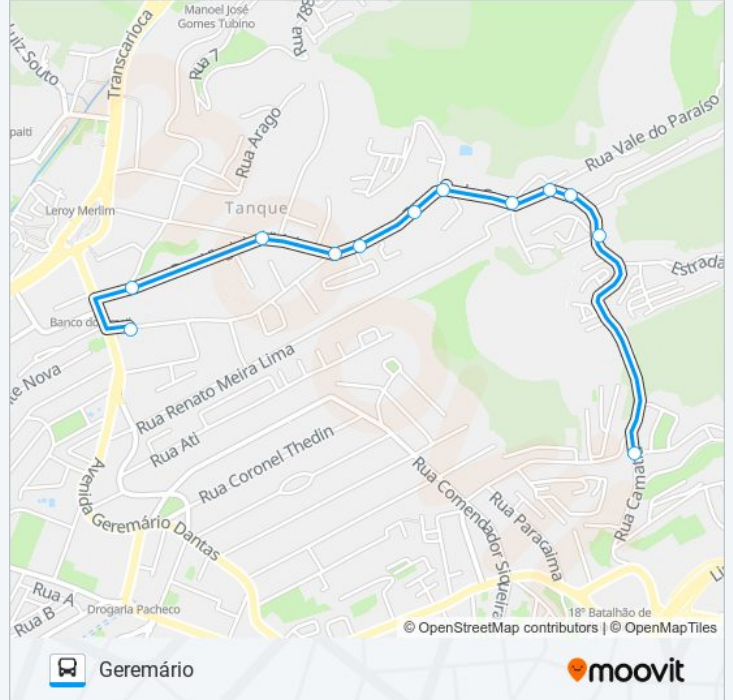 Manoel José
Gomes Tubino
Rua 7
Transcarioca
Rua Arago
Rua Vale do Paraíso
Leroy Merlim
Tanque
Estrada
Banco do
Rua Renato Meira Lima
Rua Ati
Rua Coronel Thedin
Avenida Geremário Dantas
Rua Comendador Siqueira
Rua Paracaima
Rua A
Rua B
Drogaria Pacheco
18º Batalhão de
© OpenStreetMap contributors | © OpenMapTiles
Geremário
moovit